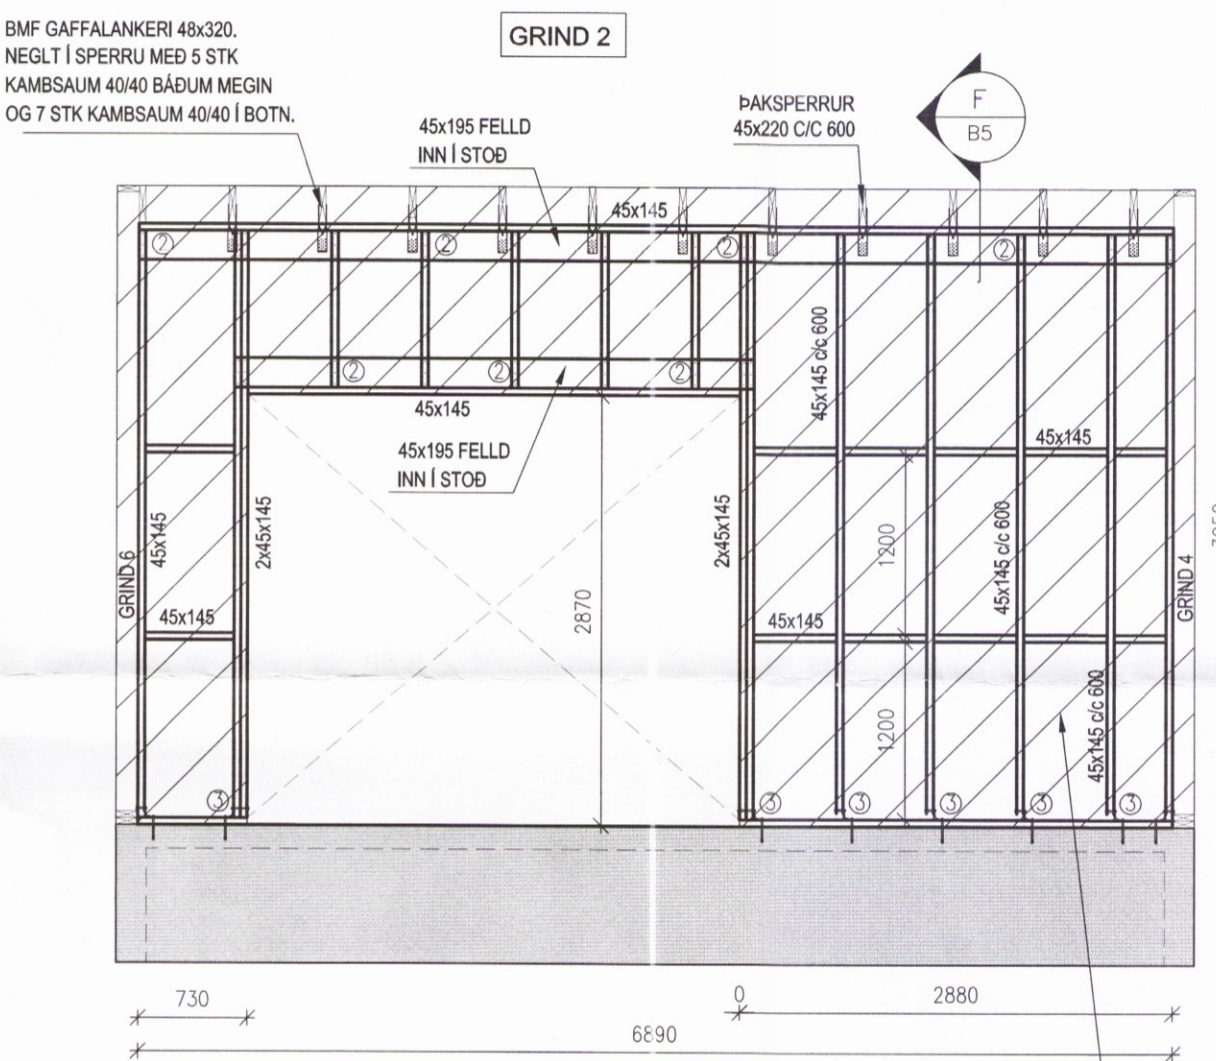 GRIND 2
BMF GAFFALANKERI 48x320.
NEGLT Í SPERRU MEÐ 5 STK
KAMBSAUM 40/40 BÁÐUM MEGIN
OG 7 STK KAMBSAUM 40/40 Í BOTN.
45x195 FELLD
INN Í STOÐ
ÞAKSPERRUR
45x220 C/C 600
F
B5
45x145
2
2
2
2
2
2
2
45x145
45x195 FELLD
INN Í STOÐ
45x145 c/c 600
45x145
GRIND 6
45x145
2x45x145
2x45x145
45x145 c/c 600
GRIND 4
1200
2870
45x145
45x145
1200
45x145 c/c 600
3
3
3
3
3
3
730
0
2880
6890